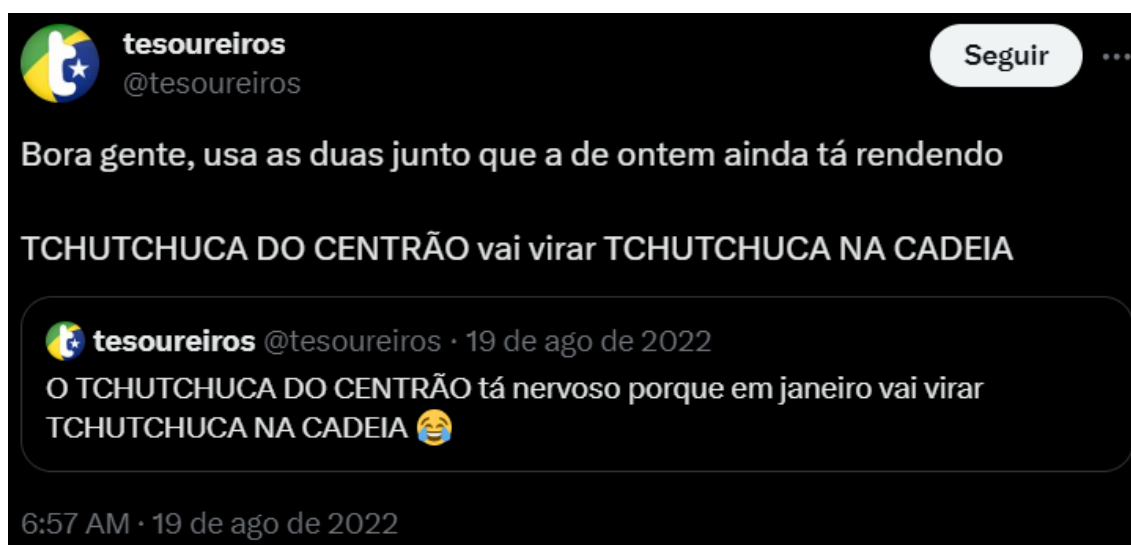 tesoureiros
@tesoureiros
Seguir
Bora gente, usa as duas junto que a de ontem ainda tá rendendo
TCHUTCHUCA DO CENTRÃO vai virar TCHUTCHUCA NA CADEIA
tesoureiros @tesoureiros · 19 de ago de 2022
O TCHUTCHUCA DO CENTRÃO tá nervoso porque em janeiro vai virar
TCHUTCHUCA NA CADEIA 😂
6:57 AM · 19 de ago de 2022